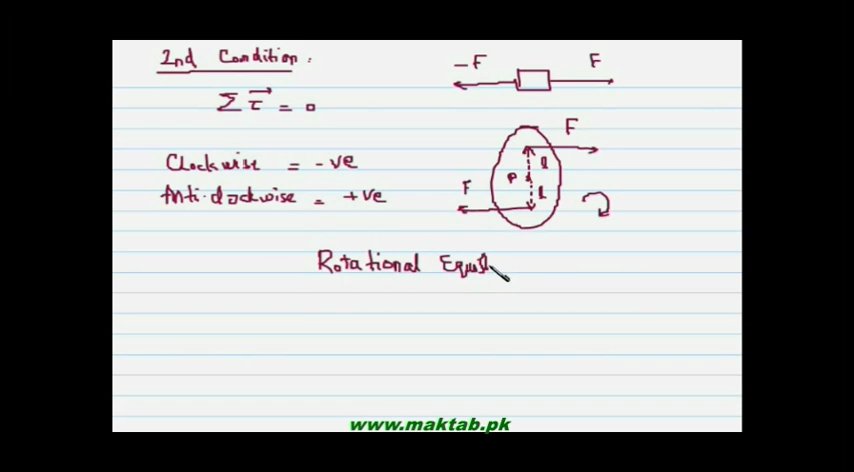 2nd Condition:
-F F
Στ = 0
F
Clockwise = -ve
l
P
Anti-clockwise = +ve
F
l
Rotational Equil
www.maktab.pk